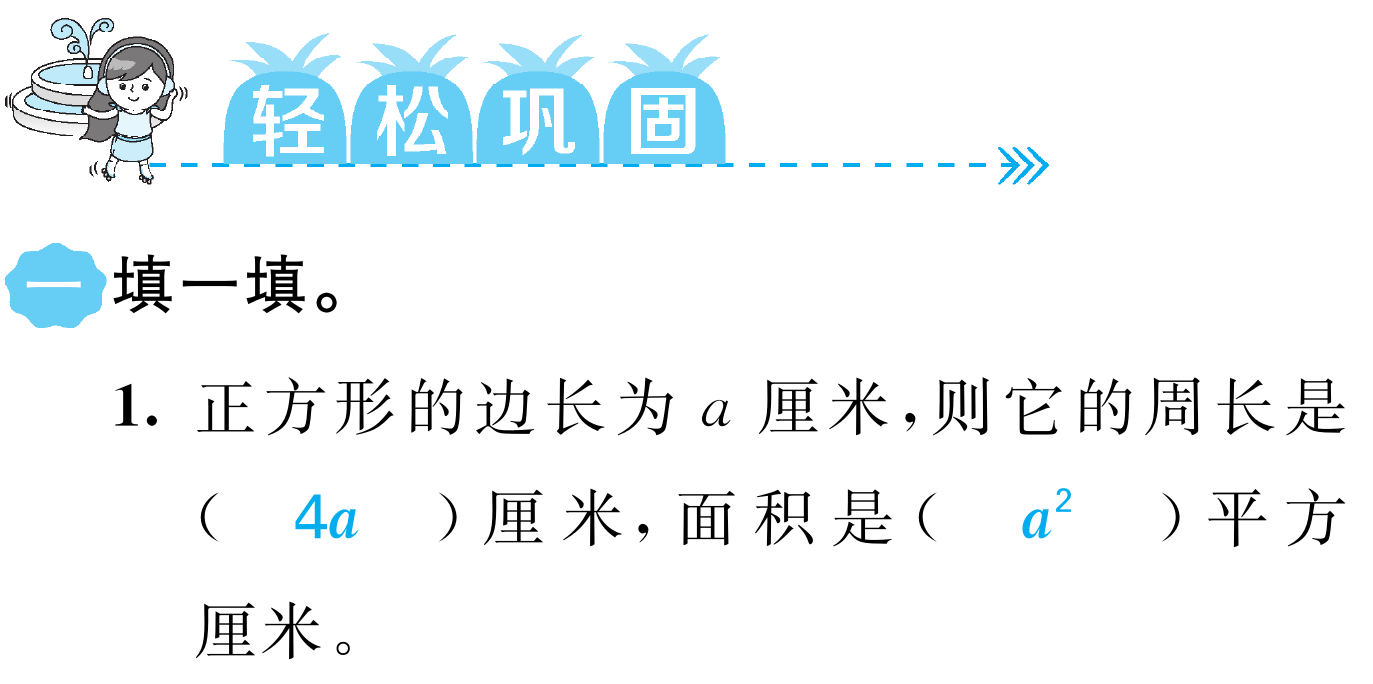 轻松巩固
一 填一填。
1. 正方形的边长为 a 厘米,则它的周长是
( 4a )厘米,面积是( a² )平方
厘米。